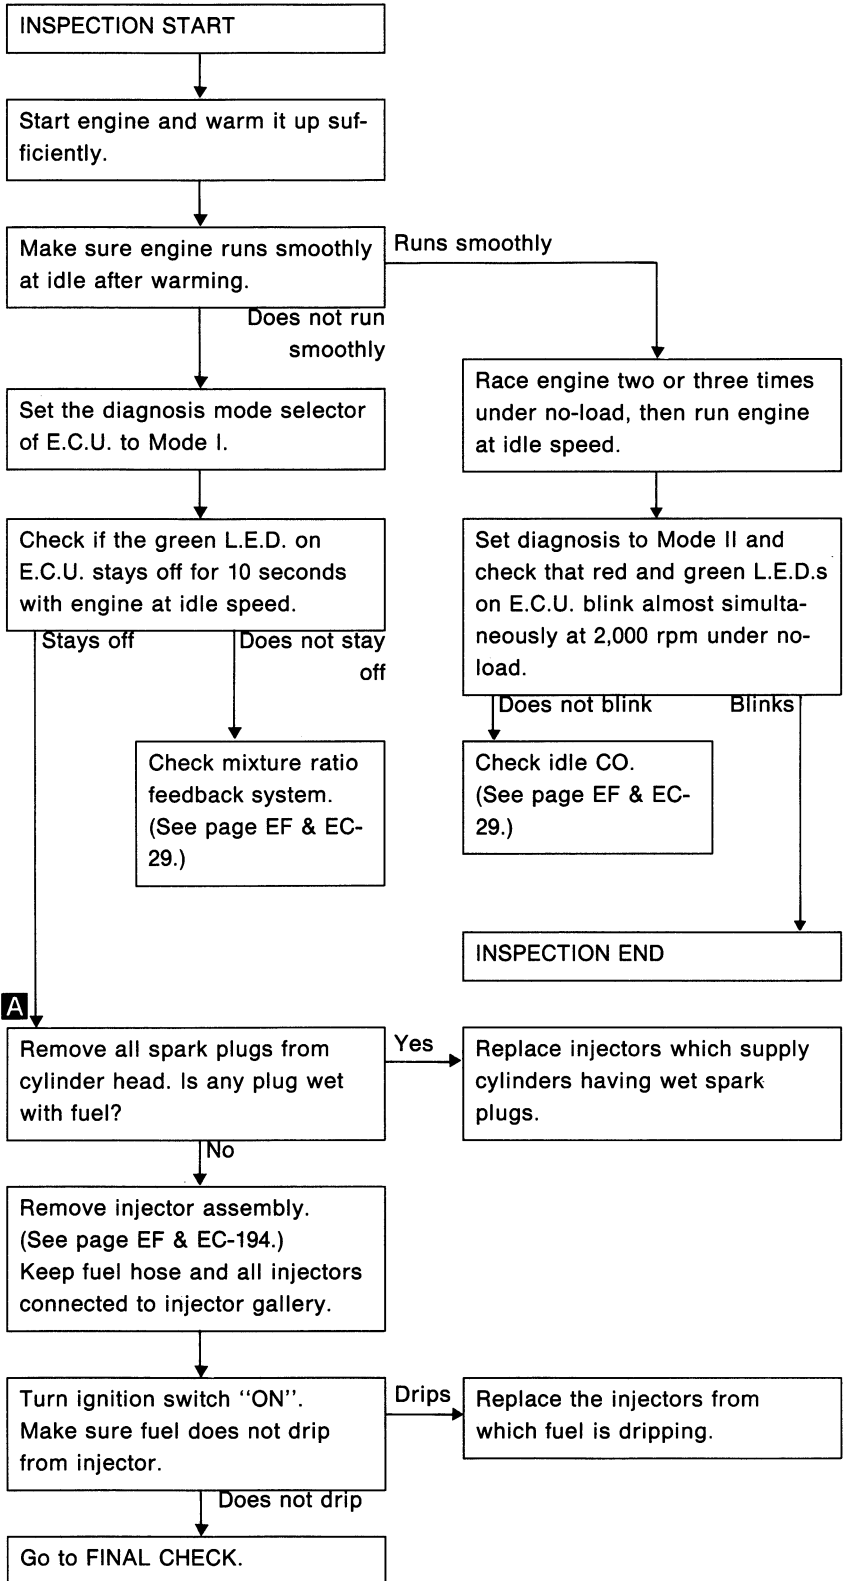 INSPECTION START
Start engine and warm it up suf-
ficiently.
Make sure engine runs smoothly
at idle after warming.
Runs smoothly
Does not run
smoothly
Set the diagnosis mode selector
of E.C.U. to Mode I.
Race engine two or three times
under no-load, then run engine
at idle speed.
Check if the green L.E.D. on
E.C.U. stays off for 10 seconds
with engine at idle speed.
Set diagnosis to Mode II and
check that red and green L.E.D.s
on E.C.U. blink almost simulta-
neously at 2,000 rpm under no-
load.
Stays off
Does not stay
off
Does not blink
Blinks
Check mixture ratio
feedback system.
(See page EF & EC-
29.)
Check idle CO.
(See page EF & EC-
29.)
INSPECTION END
A
Remove all spark plugs from
cylinder head. Is any plug wet
with fuel?
Yes
Replace injectors which supply
cylinders having wet spark
plugs.
No
Remove injector assembly.
(See page EF & EC-194.)
Keep fuel hose and all injectors
connected to injector gallery.
Turn ignition switch “ON”.
Make sure fuel does not drip
from injector.
Drips
Replace the injectors from
which fuel is dripping.
Does not drip
Go to FINAL CHECK.